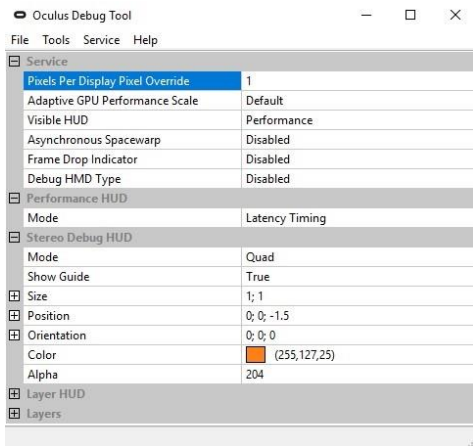 Oculus Debug Tool
File Tools Service Help
Service
Pixels Per Display Pixel Override 1
Adaptive GPU Performance Scale Default
Visible HUD Performance
Asynchronous Spacewarp Disabled
Frame Drop Indicator Disabled
Debug HMD Type Disabled
Performance HUD
Mode Latency Timing
Stereo Debug HUD
Mode Quad
Show Guide True
Size 1; 1
Position 0; 0; -1.5
Orientation 0; 0; 0
Color (255,127,25)
Alpha 204
Layer HUD
Layers